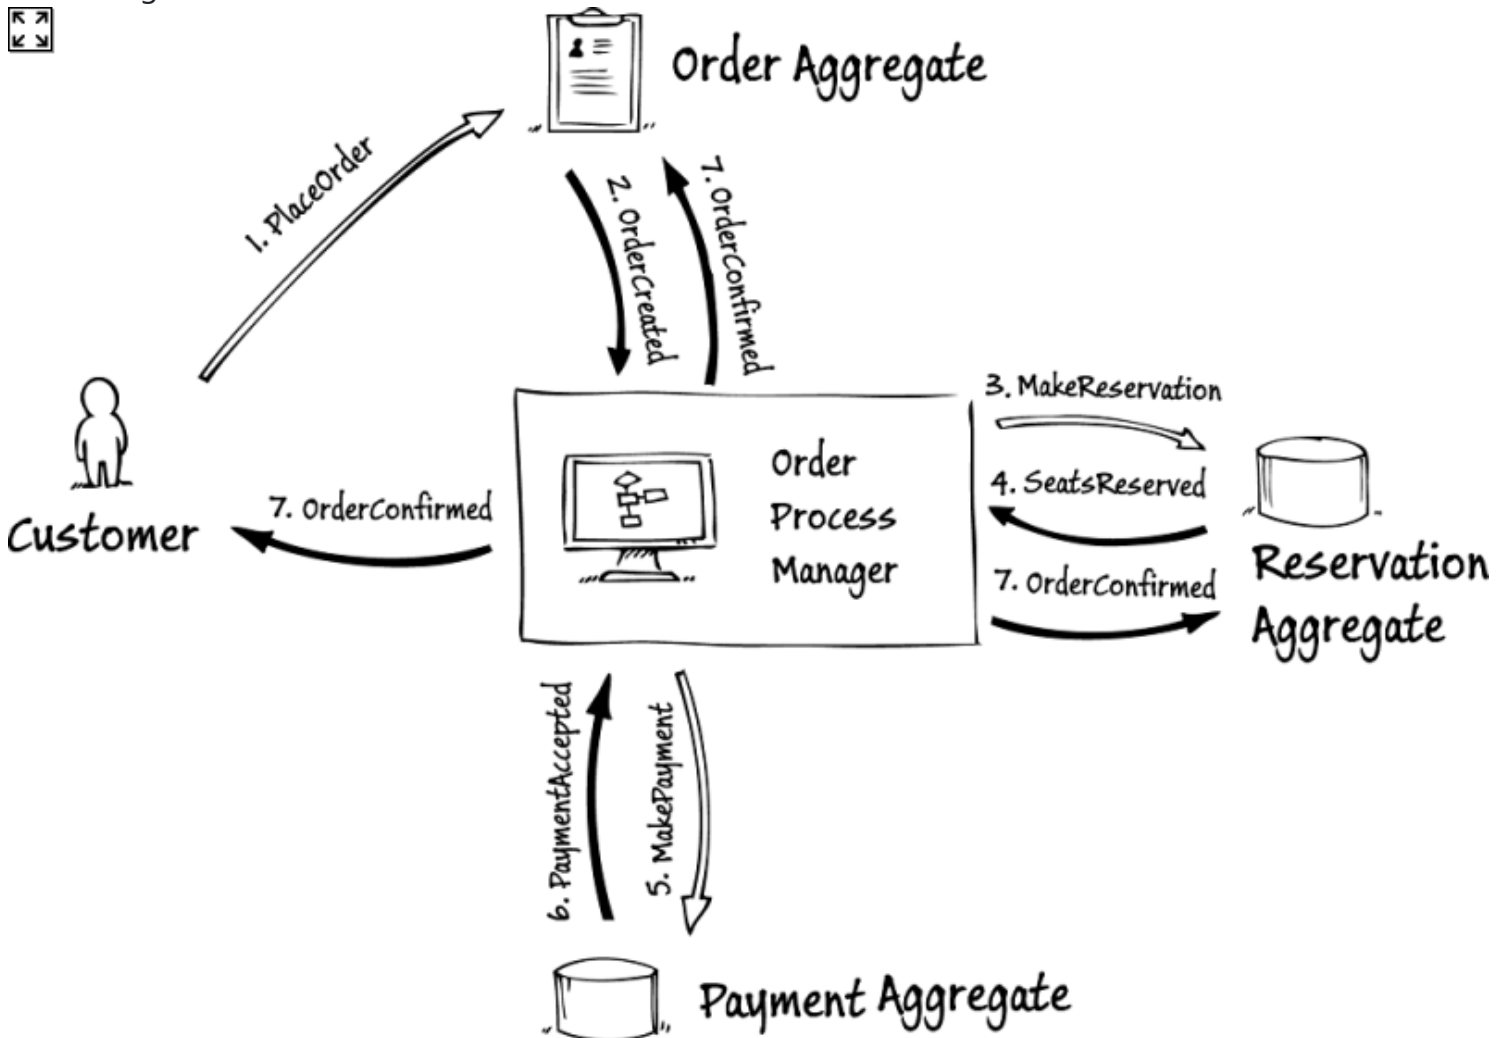 Order Aggregate
1. PlaceOrder
2. OrderCreated
7. OrderConfirmed
3. MakeReservation
Order
Process
Manager
4. SeatsReserved
7. OrderConfirmed
Customer
7. OrderConfirmed
Reservation
Aggregate
6. PaymentAccepted
5. MakePayment
Payment Aggregate